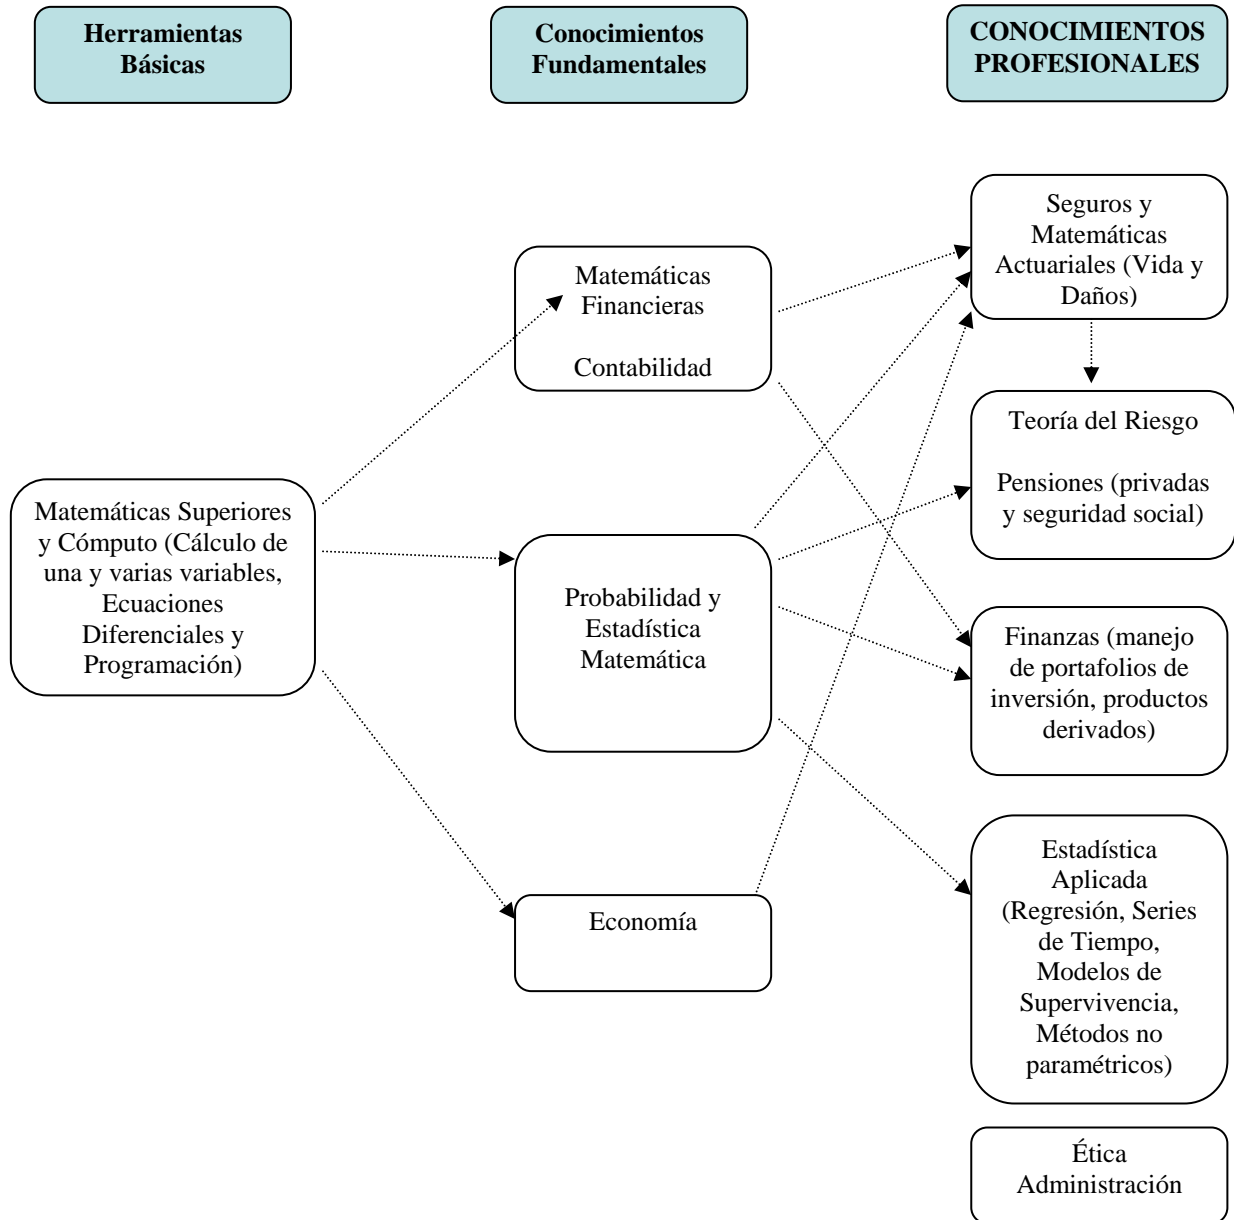 Herramientas
Básicas
Conocimientos
Fundamentales
CONOCIMIENTOS
PROFESIONALES
Matemáticas Superiores
y Cómputo (Cálculo de
una y varias variables,
Ecuaciones
Diferenciales y
Programación)
Matemáticas
Financieras
Contabilidad
Probabilidad y
Estadística
Matemática
Economía
Seguros y
Matemáticas
Actuariales (Vida y
Daños)
Teoría del Riesgo
Pensiones (privadas
y seguridad social)
Finanzas (manejo
de portafolios de
inversión, productos
derivados)
Estadística
Aplicada
(Regresión, Series
de Tiempo,
Modelos de
Supervivencia,
Métodos no
paramétricos)
Ética
Administración